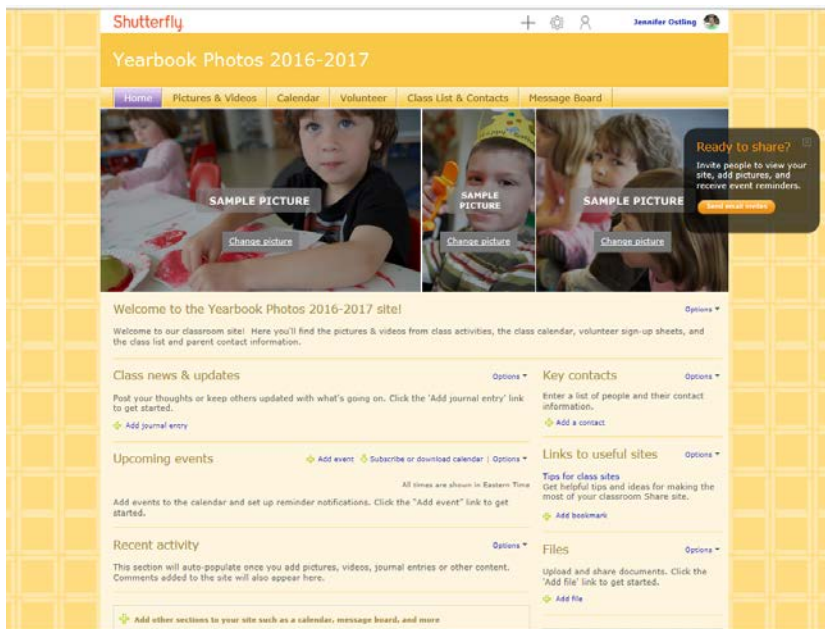 Shutterfly
Jennifer Ostling
Yearbook Photos 2016-2017
Home Pictures & Videos Calendar Volunteer Class List & Contacts Message Board
Ready to share?
Invite people to view your
site, add pictures, and
receive event reminders.
Send email invites
SAMPLE PICTURE
Change picture
SAMPLE
PICTURE
Change picture
SAMPLE PICTURE
Change picture
Welcome to the Yearbook Photos 2016-2017 site!
Options
Welcome to our classroom site! Here you'll find the pictures & videos from class activities, the class calendar, volunteer sign-up sheets, and
the class list and parent contact information.
Class news & updates
Options
Post your thoughts or keep others updated with what's going on. Click the 'Add journal entry' link
to get started.
Add journal entry
Upcoming events
Add event Subscribe or download calendar | Options
All times are shown in Eastern Time
Add events to the calendar and set up reminder notifications. Click the "Add event" link to get
started.
Recent activity
Options
This section will auto-populate once you add pictures, videos, journal entries or other content.
Comments added to the site will also appear here.
Add other sections to your site such as a calendar, message board, and more
Key contacts
Options
Enter a list of people and their contact
information.
Add a contact
Links to useful sites
Options
Tips for class sites
Get helpful tips and ideas for making the
most of your classroom Share site.
Add bookmark
Files
Options
Upload and share documents. Click the
'Add file' link to get started.
Add file